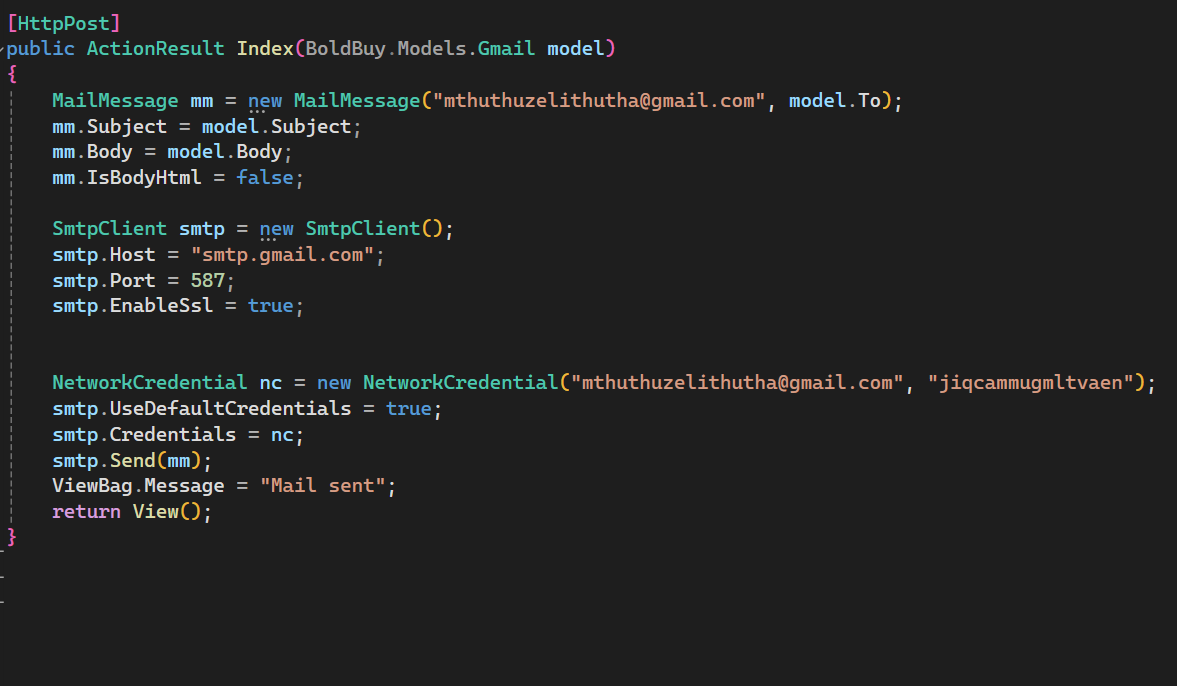 [HttpPost]
public ActionResult Index(BoldBuy.Models.Gmail model)
{
MailMessage mm = new MailMessage("mthuthuzelithutha@gmail.com", model.To);
mm.Subject = model.Subject;
mm.Body = model.Body;
mm.IsBodyHtml = false;
SmtpClient smtp = new SmtpClient();
smtp.Host = "smtp.gmail.com";
smtp.Port = 587;
smtp.EnableSsl = true;
NetworkCredential nc = new NetworkCredential("mthuthuzelithutha@gmail.com", "jiqcammugmltvaen");
smtp.UseDefaultCredentials = true;
smtp.Credentials = nc;
smtp.Send(mm);
ViewBag.Message = "Mail sent";
return View();
}